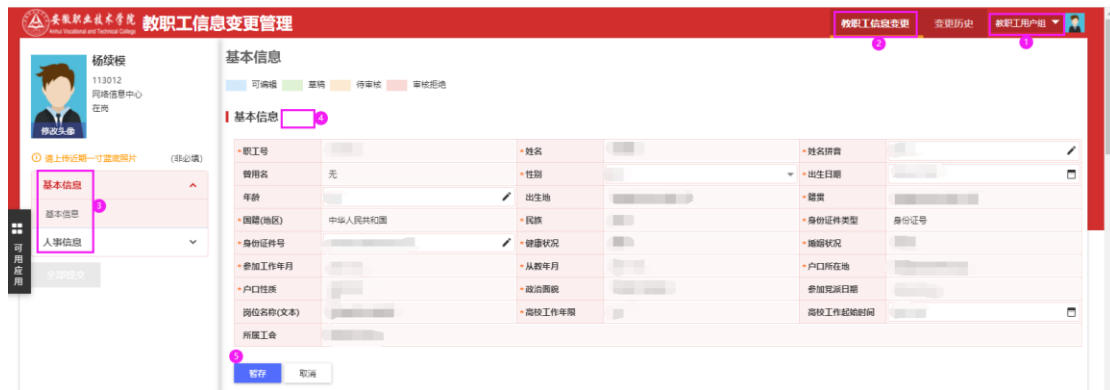 安徽职业技术学院 教职工信息变更管理 教职工信息变更 变更历史 教职工用户组
Anhui Vocational and Technical College
2 1
杨续模
113012
网络信息中心
在岗
修改头像
请上传近期一寸蓝底照片 (非必填)
基本信息
基本信息
3
人事信息
全部提交
可用应用
基本信息
可编辑 草稿 待审核 审核拒绝
基本信息 4
*职工号 *姓名 *姓名拼音
曾用名 无 *性别 *出生日期
年龄 出生地 *籍贯
*国籍(地区) 中华人民共和国 *民族 *身份证件类型 身份证号
*身份证件号 *健康状况 *婚姻状况
*参加工作年月 *从教年月 *户口所在地
*户口性质 *政治面貌 参加党派日期
岗位名称(文本) *高校工作年限 高校工作起始时间
所属工会
5
暂存 取消